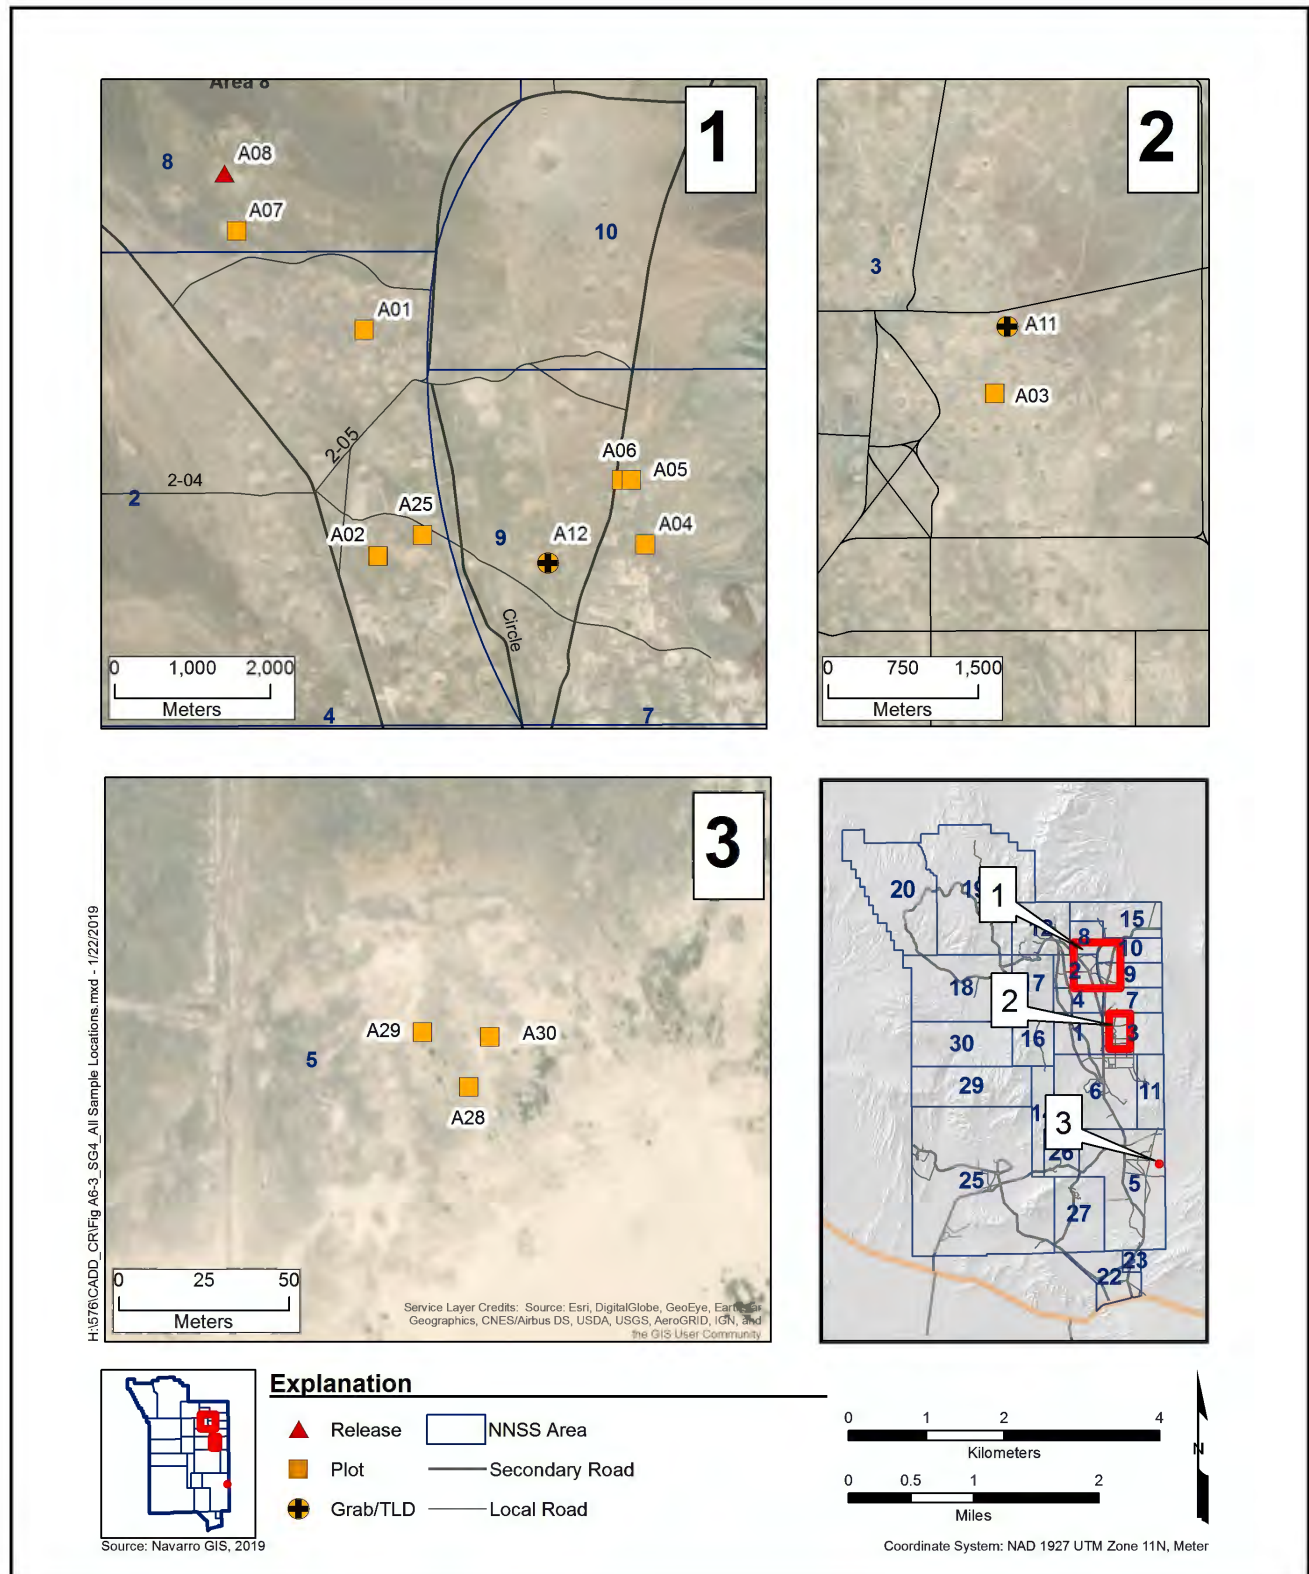 Area 8
1
8
A08
A07
10
A01
2-05
2-04
2
A06
A05
A25
A02
A04
9
A12
Circle
0 1,000 2,000
Meters
4
7
2
3
A11
A03
0 750 1,500
Meters
3
A29
A30
5
A28
0 25 50
Meters
Service Layer Credits: Source: Esri, DigitalGlobe, GeoEye, Earthstar
Geographics, CNES/Airbus DS, USDA, USGS, AeroGRID, IGN, and
the GIS User Community
H:\576\CADD_CR\Fig A6-3_SG4_All Sample Locations.mxd - 1/22/2019
20
19
1
12
8
15
10
2
9
18
7
2
4
7
30
16
1
3
29
6
11
3
26
25
5
27
23
22
Explanation
Release
NNSS Area
Plot
Secondary Road
Grab/TLD
Local Road
0 1 2 4
Kilometers
0 0.5 1 2
Miles
N
Source: Navarro GIS, 2019
Coordinate System: NAD 1927 UTM Zone 11N, Meter